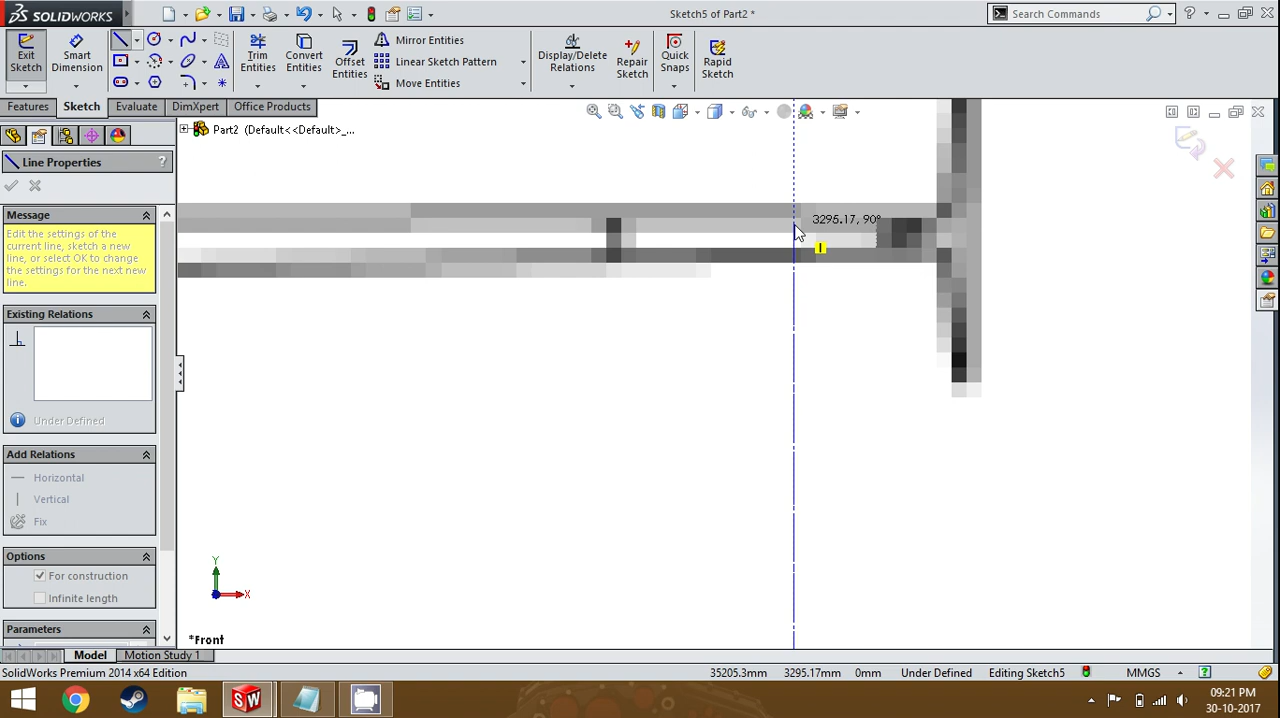 SOLIDWORKS
Sketch5 of Part2 *
Search Commands
Exit Sketch
Smart Dimension
Trim Entities
Convert Entities
Offset Entities
Mirror Entities
Linear Sketch Pattern
Move Entities
Display/Delete Relations
Repair Sketch
Quick Snaps
Rapid Sketch
Features
Sketch
Evaluate
DimXpert
Office Products
Part2 (Default<<Default>_...
Line Properties
?
Message
Edit the settings of the
current line, sketch a new
line, or select OK to change
the settings for the next new
line.
Existing Relations
Under Defined
Add Relations
Horizontal
Vertical
Fix
Options
For construction
Infinite length
Parameters
3295.17, 90°
Y
X
*Front
Model
Motion Study 1
SolidWorks Premium 2014 x64 Edition
35205.3mm
3295.17mm
0mm
Under Defined
Editing Sketch5
MMGS
?
SW
09:21 PM
30-10-2017